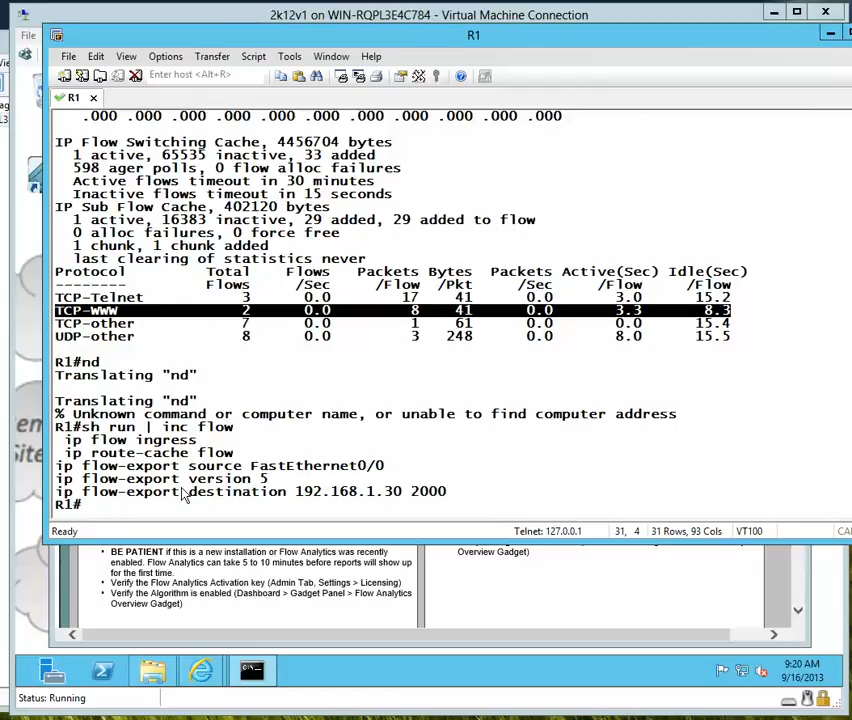 2k12v1 on WIN-RQPL3E4C784 - Virtual Machine Connection
File
R1
File Edit View Options Transfer Script Tools Window Help
Enter host <Alt+R>
R1
.000 .000 .000 .000 .000 .000 .000 .000 .000
IP Flow Switching Cache, 4456704 bytes
1 active, 65535 inactive, 33 added
598 ager polls, 0 flow alloc failures
Active flows timeout in 30 minutes
Inactive flows timeout in 15 seconds
IP Sub Flow Cache, 402120 bytes
1 active, 16383 inactive, 29 added, 29 added to flow
0 alloc failures, 0 force free
1 chunk, 1 chunk added
last clearing of statistics never
Protocol Total Flows Packets Bytes Packets Active(Sec) Idle(Sec)
-------- Flows /Sec /Flow /Pkt /Sec /Flow /Flow
TCP-Telnet 3 0.0 17 41 0.0 3.0 15.2
TCP-WWW 2 0.0 8 41 0.0 3.3 8.3
TCP-other 7 0.0 1 61 0.0 0.0 15.4
UDP-other 8 0.0 3 248 0.0 8.0 15.5
R1#nd
Translating "nd"
Translating "nd"
% Unknown command or computer name, or unable to find computer address
R1#sh run | inc flow
ip flow ingress
ip route-cache flow
ip flow-export source FastEthernet0/0
ip flow-export version 5
ip flow-export destination 192.168.1.30 2000
R1#
Ready Telnet: 127.0.0.1 31, 4 31 Rows, 93 Cols VT100
• BE PATIENT if this is a new installation or Flow Analytics was recently
enabled. Flow Analytics can take 5 to 10 minutes before reports will show up
for the first time.
• Verify the Flow Analytics Activation key (Admin Tab, Settings > Licensing)
• Verify the Algorithm is enabled (Dashboard > Gadget Panel > Flow Analytics
Overview Gadget)
Overview Gadget)
9:20 AM
9/16/2013
Status: Running